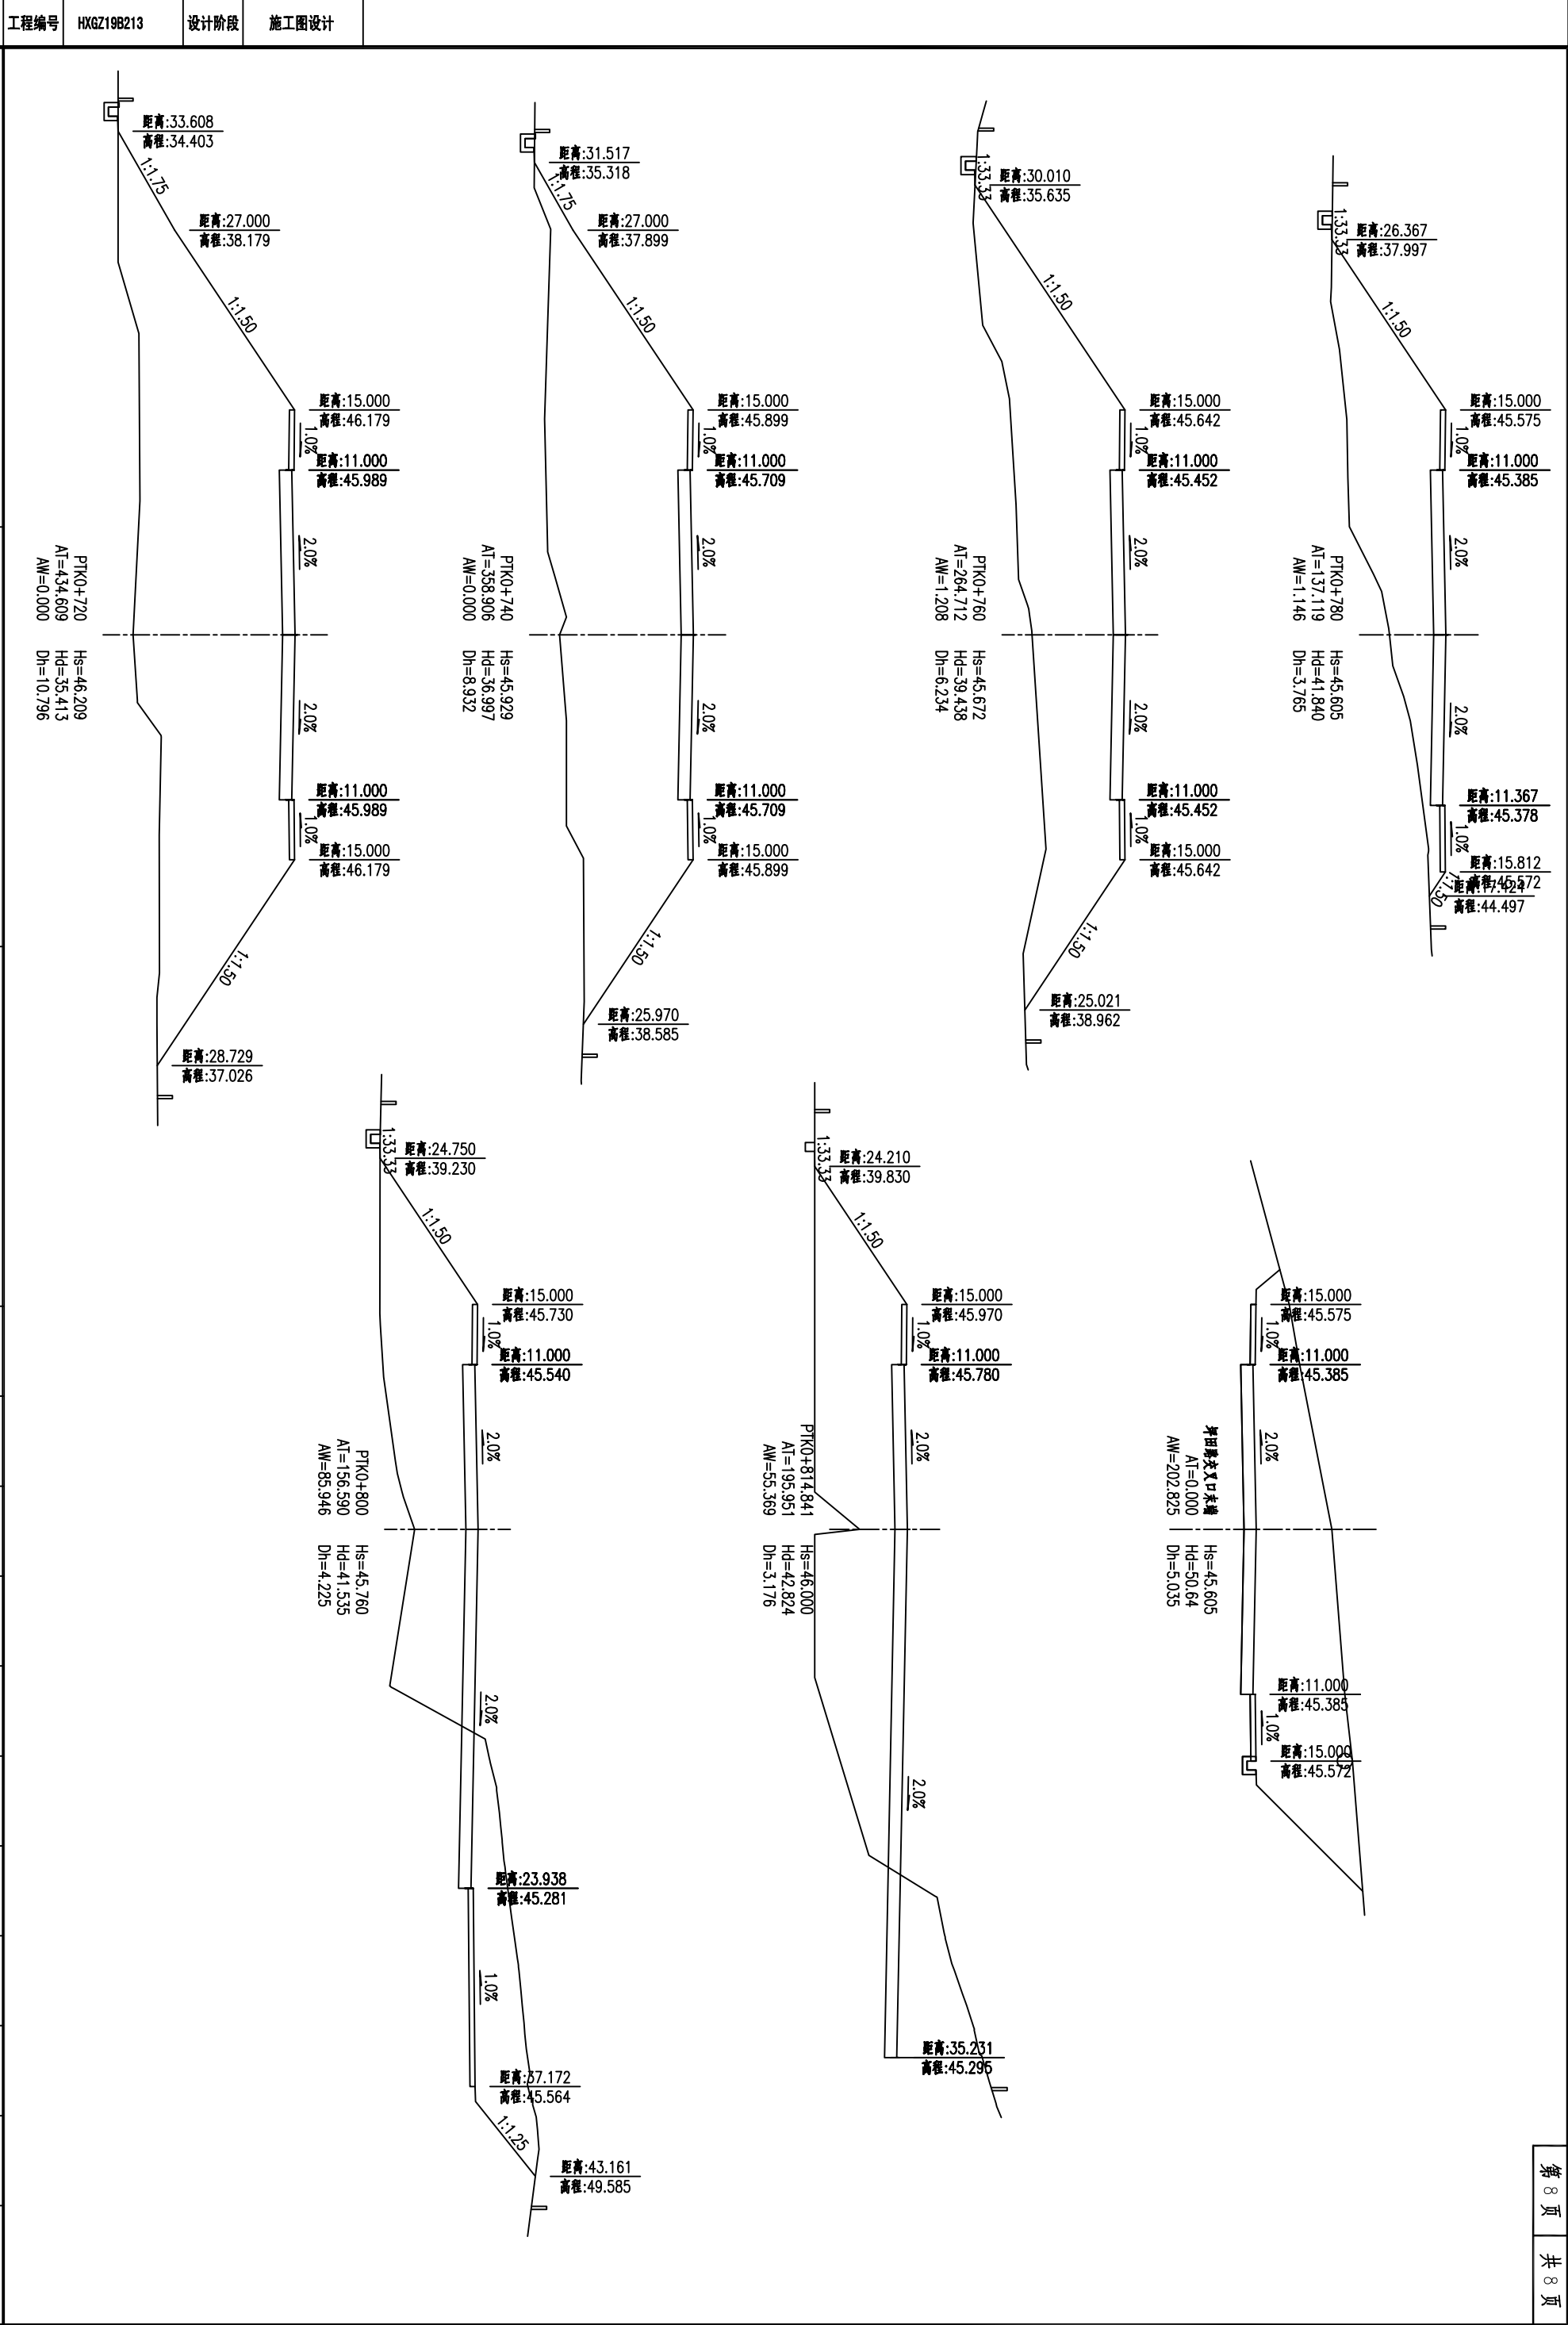 工程编号 HXGZ19B213 设计阶段 施工图设计
距离:33.608
高程:34.403
1:1.75
距离:27.000
高程:38.179
1:1.50
距离:15.000
高程:46.179
1.0%
距离:11.000
高程:45.989
2.0%
PTK0+720 Hs=46.209
AT=434.609 Hd=35.413
AW=0.000 Dh=10.796
2.0%
距离:11.000
高程:45.989
1.0%
距离:15.000
高程:46.179
1:1.50
距离:28.729
高程:37.026
距离:31.517
高程:35.318
1:1.75
距离:27.000
高程:37.899
1:1.50
距离:15.000
高程:45.899
1.0%
距离:11.000
高程:45.709
2.0%
PTK0+740 Hs=45.929
AT=358.906 Hd=36.997
AW=0.000 Dh=8.932
2.0%
距离:11.000
高程:45.709
1.0%
距离:15.000
高程:45.899
1:1.50
距离:25.970
高程:38.585
1:33.33
距离:30.010
高程:35.635
1:1.50
距离:15.000
高程:45.642
1.0%
距离:11.000
高程:45.452
2.0%
PTK0+760 Hs=45.672
AT=264.712 Hd=39.438
AW=1.208 Dh=6.234
2.0%
距离:11.000
高程:45.452
1.0%
距离:15.000
高程:45.642
1:1.50
距离:25.021
高程:38.962
1:33.33
距离:26.367
高程:37.997
1:1.50
距离:15.000
高程:45.575
1.0%
距离:11.000
高程:45.385
2.0%
PTK0+780 Hs=45.605
AT=137.119 Hd=41.840
AW=1.146 Dh=3.765
2.0%
距离:11.367
高程:45.378
1.0%
距离:15.812
高程:45.572
1:1.50
距离:17.424
高程:44.497
1:33.33
距离:24.750
高程:39.230
1:1.50
距离:15.000
高程:45.730
1.0%
距离:11.000
高程:45.540
2.0%
PTK0+800 Hs=45.760
AT=156.590 Hd=41.535
AW=85.946 Dh=4.225
2.0%
距离:23.938
高程:45.281
1.0%
距离:37.172
高程:45.564
1:1.25
距离:43.161
高程:49.585
1:33.33
距离:24.210
高程:39.830
1:1.50
距离:15.000
高程:45.970
1.0%
距离:11.000
高程:45.780
2.0%
PTK0+814.841 Hs=46.000
AT=195.951 Hd=42.824
AW=55.369 Dh=3.176
2.0%
距离:35.231
高程:45.295
距离:15.000
高程:45.575
1.0%
距离:11.000
高程:45.385
2.0%
坪田路交叉口末端 Hs=45.605
AT=0.000 Hd=50.64
AW=202.825 Dh=5.035
距离:11.000
高程:45.385
1.0%
距离:15.000
高程:45.572
第 8 页 共 8 页